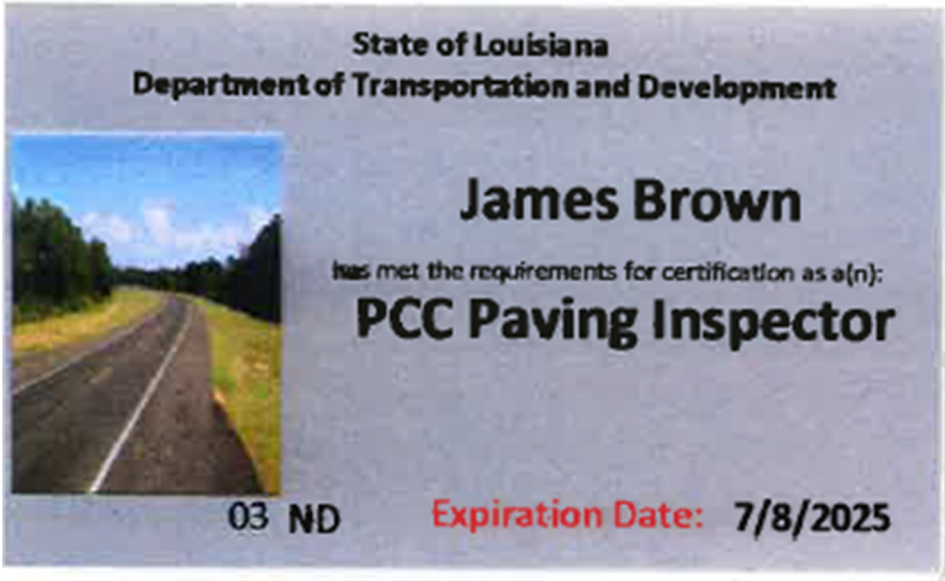 State of Louisiana
Department of Transportation and Development
James Brown
has met the requirements for certification as a(n):
PCC Paving Inspector
03 ND Expiration Date: 7/8/2025